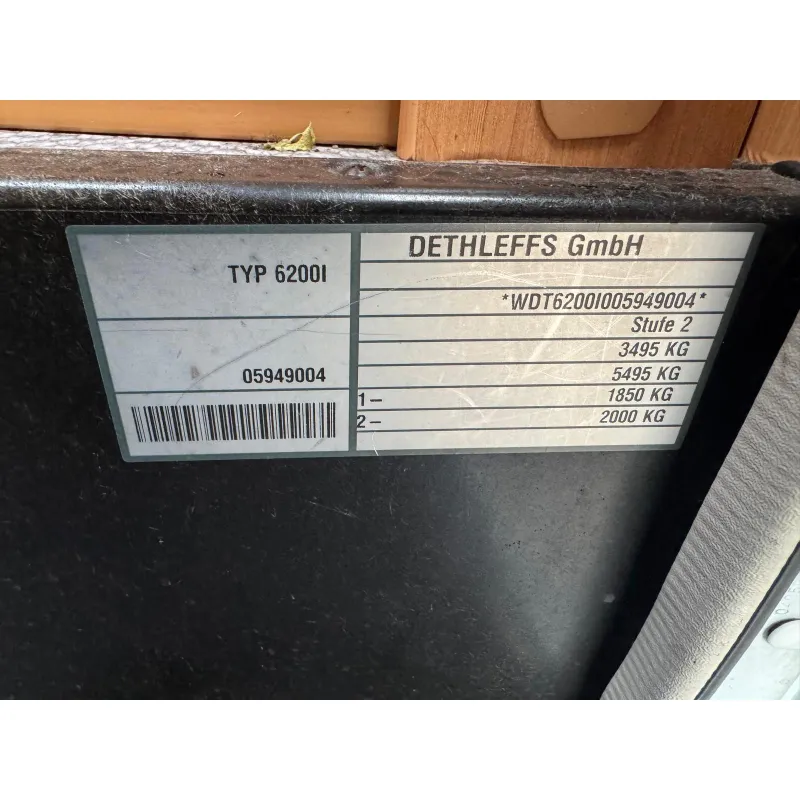 TYP 6200I
05949004
DETHLEFFS GmbH
*WDT6200I005949004*
Stufe 2
3495 KG
5495 KG
1– 1850 KG
2– 2000 KG